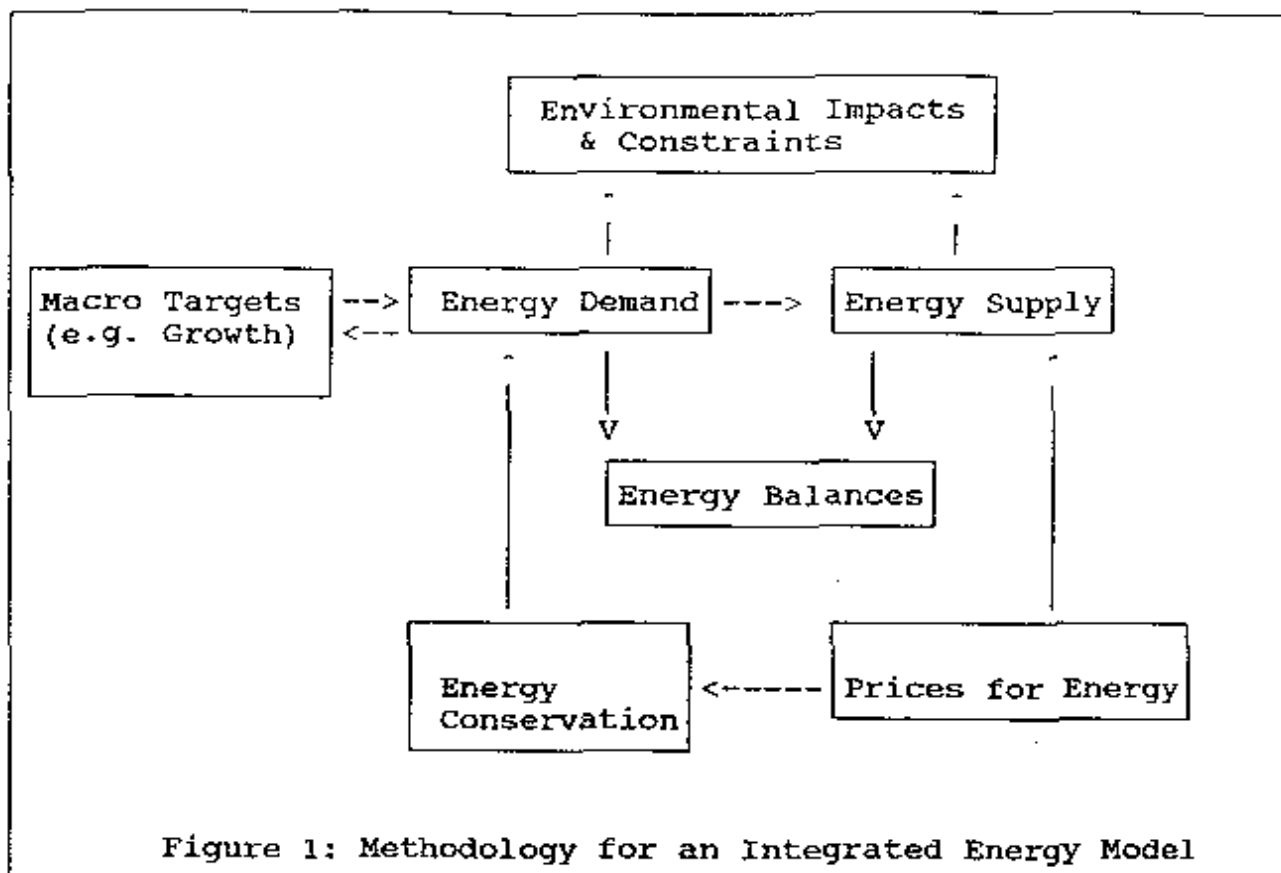 Environmental Impacts
& Constraints
Macro Targets
(e.g. Growth)
-->
<--
Energy Demand
--->
Energy Supply
V
V
Energy Balances
Energy
Conservation
<-----
Prices for Energy
Figure 1: Methodology for an Integrated Energy Model